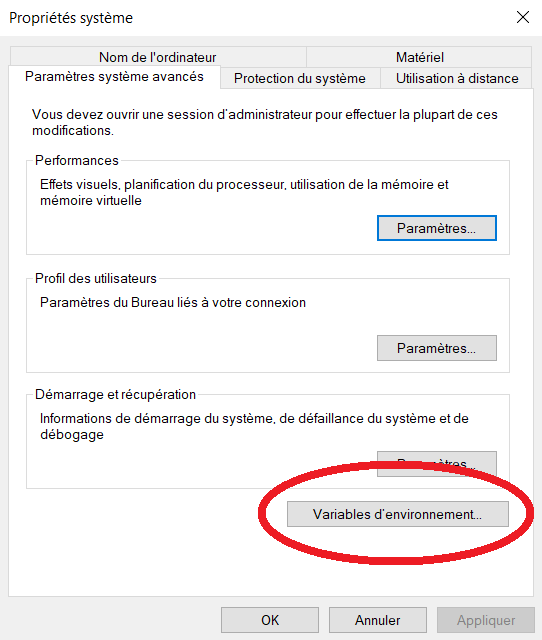 Propriétés système
Nom de l'ordinateur
Matériel
Paramètres système avancés
Protection du système
Utilisation à distance
Vous devez ouvrir une session d'administrateur pour effectuer la plupart de ces
modifications.
Performances
Effets visuels, planification du processeur, utilisation de la mémoire et
mémoire virtuelle
Paramètres...
Profil des utilisateurs
Paramètres du Bureau liés à votre connexion
Paramètres...
Démarrage et récupération
Informations de démarrage du système, de défaillance du système et de
débogage
Paramètres...
Variables d'environnement...
OK
Annuler
Appliquer